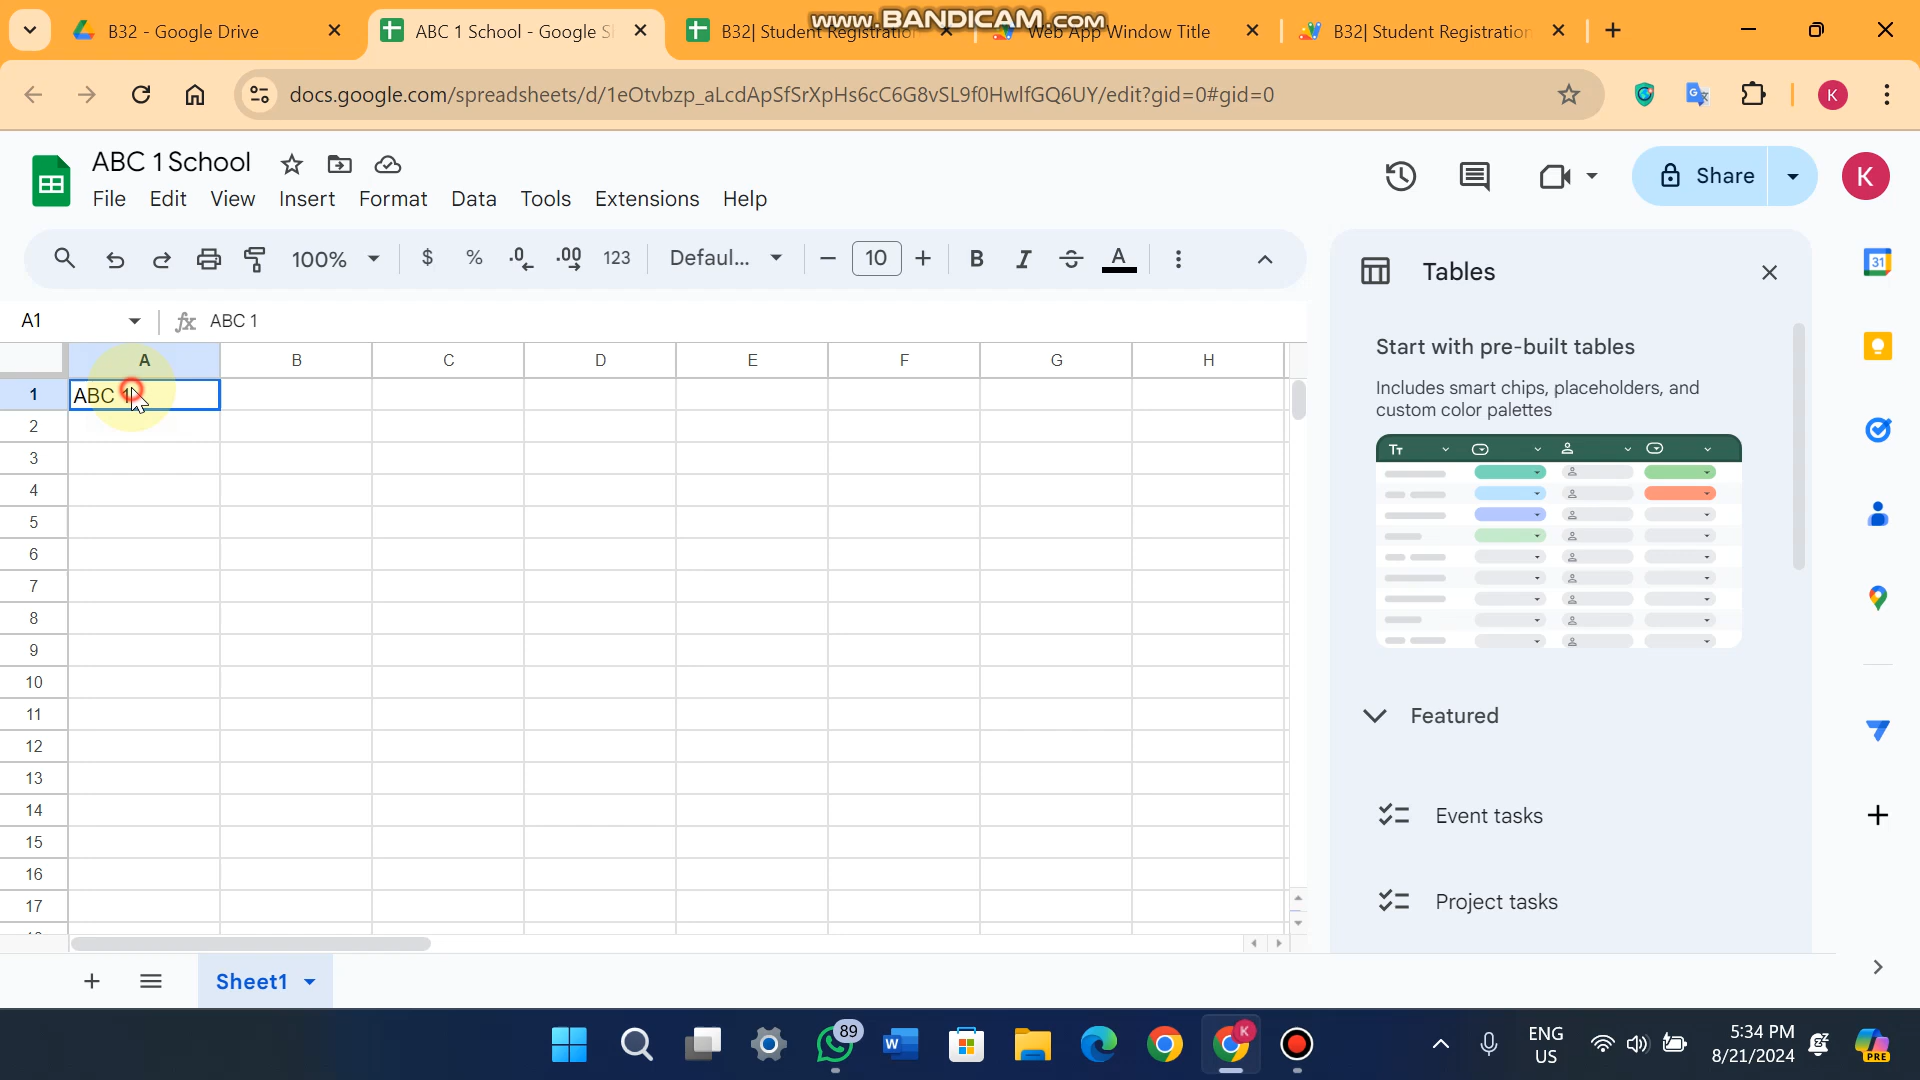 www.BANDICAM.com
B32 - Google Drive
ABC 1 School - Google S
B32| Student Registration
Web App Window Title
B32| Student Registration
docs.google.com/spreadsheets/d/1eOtvbzp_aLcdApSfSrXpHs6cC6G8vSL9f0HwIfGQ6UY/edit?gid=0#gid=0
K
ABC 1 School
File Edit View Insert Format Data Tools Extensions Help
Share
K
100% $ % .0 .00 123 Defaul... 10 B I S A
31
Tables
A1 fx ABC 1
Start with pre-built tables
Includes smart chips, placeholders, and
custom color palettes
A B C D E F G H
1 ABC 1
2
3
4
5
6
7
8
9
10
11
12
13
14
15
16
17
Featured
Event tasks
Project tasks
Sheet1
89
W
K
ENG
US
5:34 PM
8/21/2024
PRE